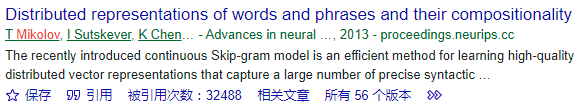 Distributed representations of words and phrases and their compositionality
T Mikolov, I Sutskever, K Chen… - Advances in neural …, 2013 - proceedings.neurips.cc
The recently introduced continuous Skip-gram model is an efficient method for learning high-quality
distributed vector representations that capture a large number of precise syntactic …
保存 引用 被引用次数：32488 相关文章 所有 56 个版本